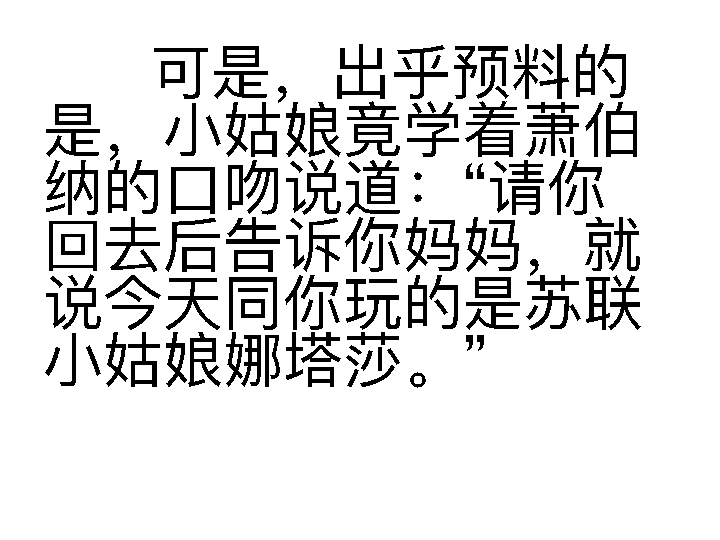 可是，出乎预料的
是，小姑娘竟学着萧伯
纳的口吻说道：“请你
回去后告诉你妈妈，就
说今天同你玩的是苏联
小姑娘娜塔莎。”